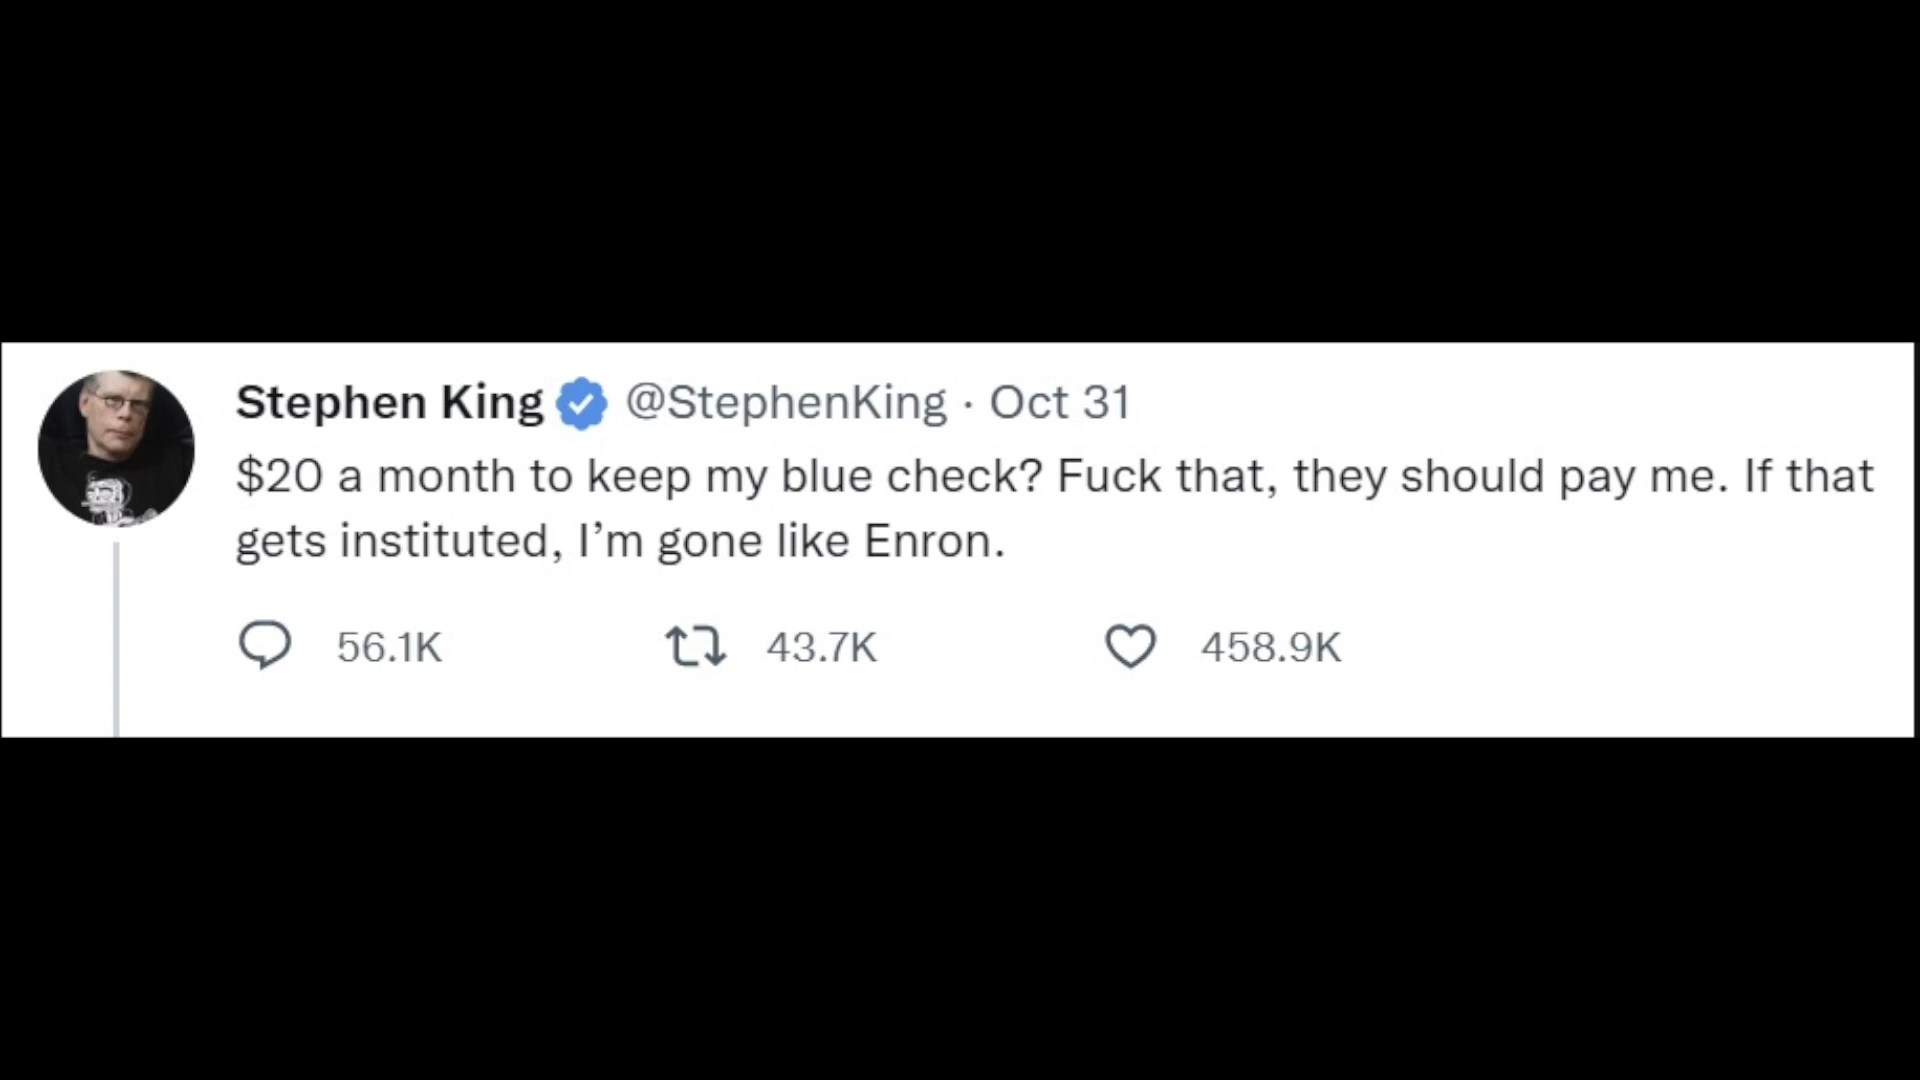 Stephen King @StephenKing · Oct 31
$20 a month to keep my blue check? Fuck that, they should pay me. If that
gets instituted, I’m gone like Enron.
56.1K 43.7K 458.9K